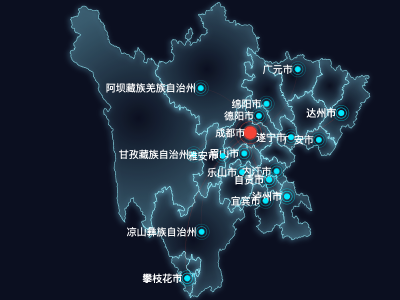 广元市
阿坝藏族羌族自治州
绵阳市
达州市
德阳市
成都市
遂宁市
安市
甘孜藏族自治州
雅安市
眉山市
乐山市
内江市
自贡市
泸州市
宜宾市
凉山彝族自治州
攀枝花市